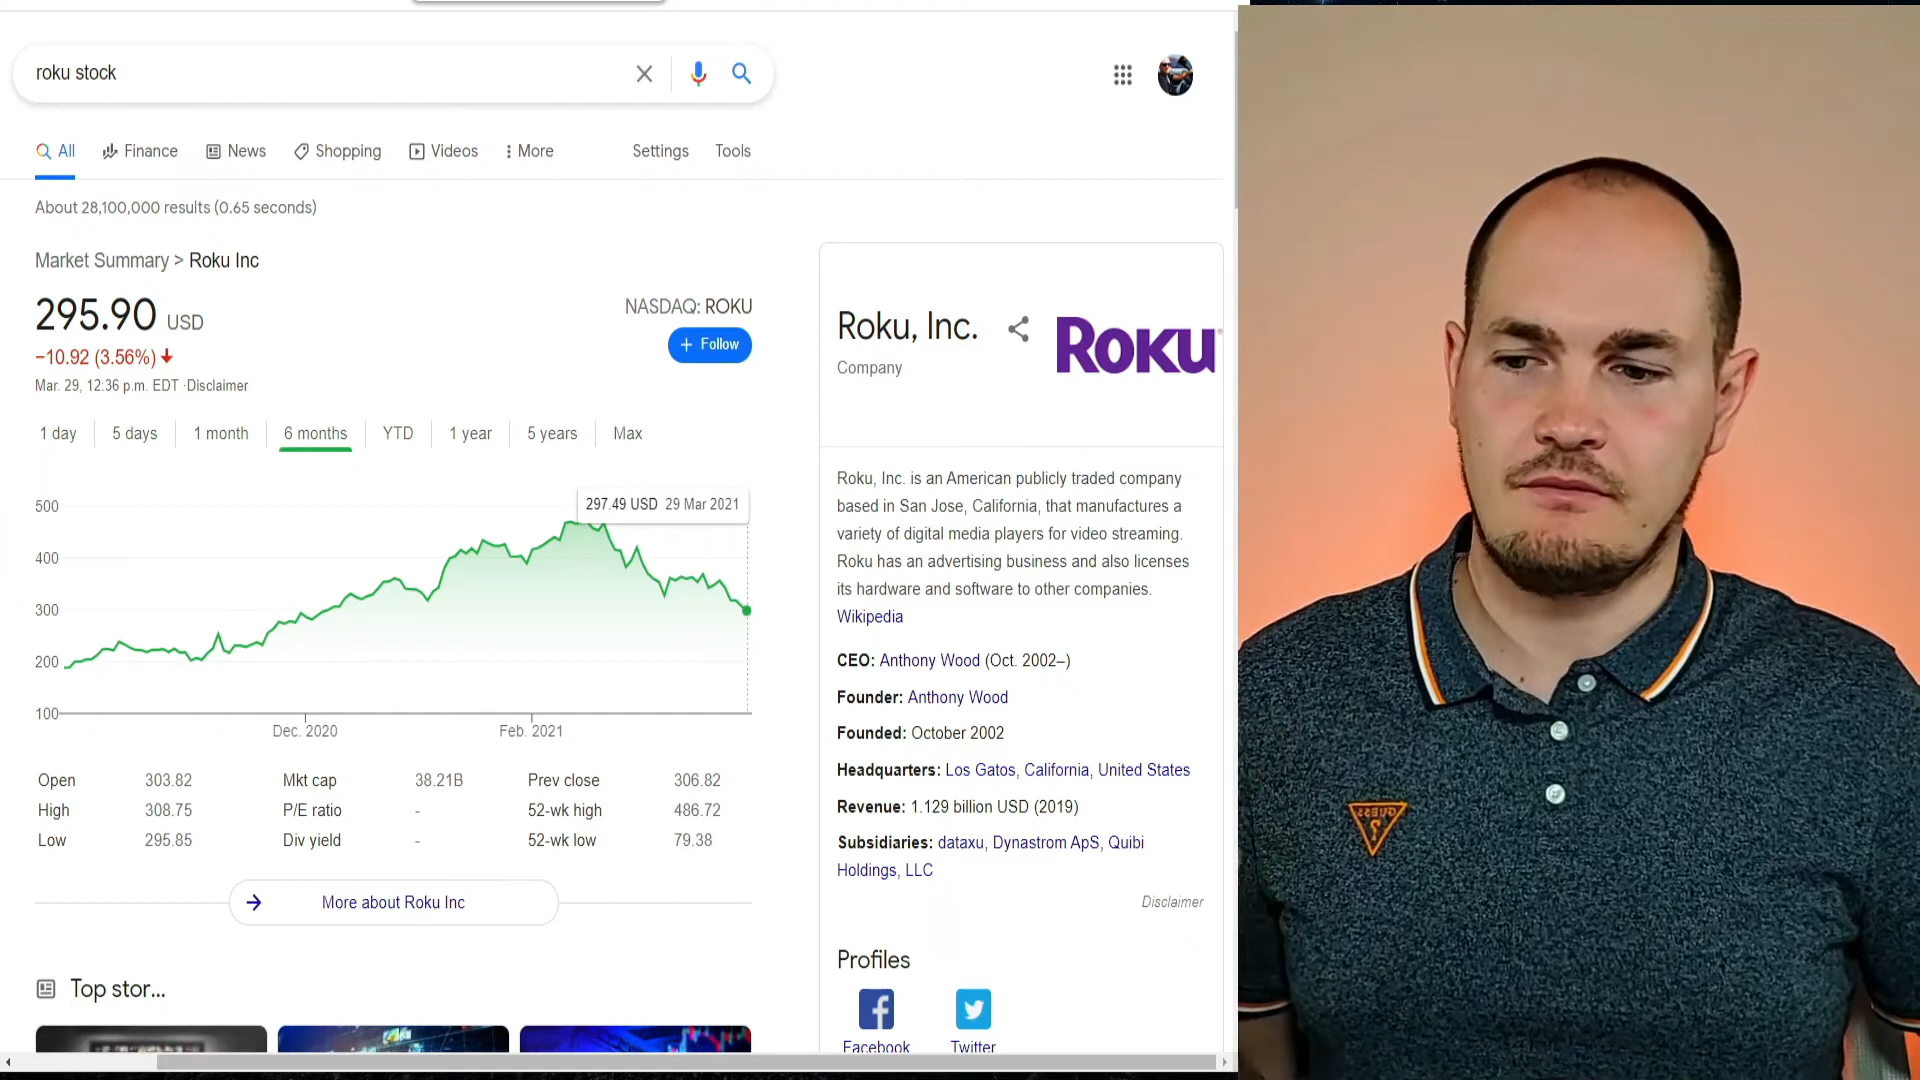 roku stock
All
Finance
News
Shopping
Videos
More
Settings
Tools
About 28,100,000 results (0.65 seconds)
Market Summary > Roku Inc
295.90 USD
−10.92 (3.56%)
Mar. 29, 12:36 p.m. EDT ·Disclaimer
NASDAQ: ROKU
+ Follow
1 day
5 days
1 month
6 months
YTD
1 year
5 years
Max
297.49 USD 29 Mar 2021
500
400
300
200
100
Dec. 2020
Feb. 2021
Open 303.82 Mkt cap 38.21B Prev close 306.82
High 308.75 P/E ratio - 52-wk high 486.72
Low 295.85 Div yield - 52-wk low 79.38
More about Roku Inc
Top stor...
Roku, Inc.
Company
ROKU
Roku, Inc. is an American publicly traded company
based in San Jose, California, that manufactures a
variety of digital media players for video streaming.
Roku has an advertising business and also licenses
its hardware and software to other companies.
Wikipedia
CEO: Anthony Wood (Oct. 2002–)
Founder: Anthony Wood
Founded: October 2002
Headquarters: Los Gatos, California, United States
Revenue: 1.129 billion USD (2019)
Subsidiaries: dataxu, Dynastrom ApS, Quibi
Holdings, LLC
Disclaimer
Profiles
Facebook
Twitter
GUESS
?